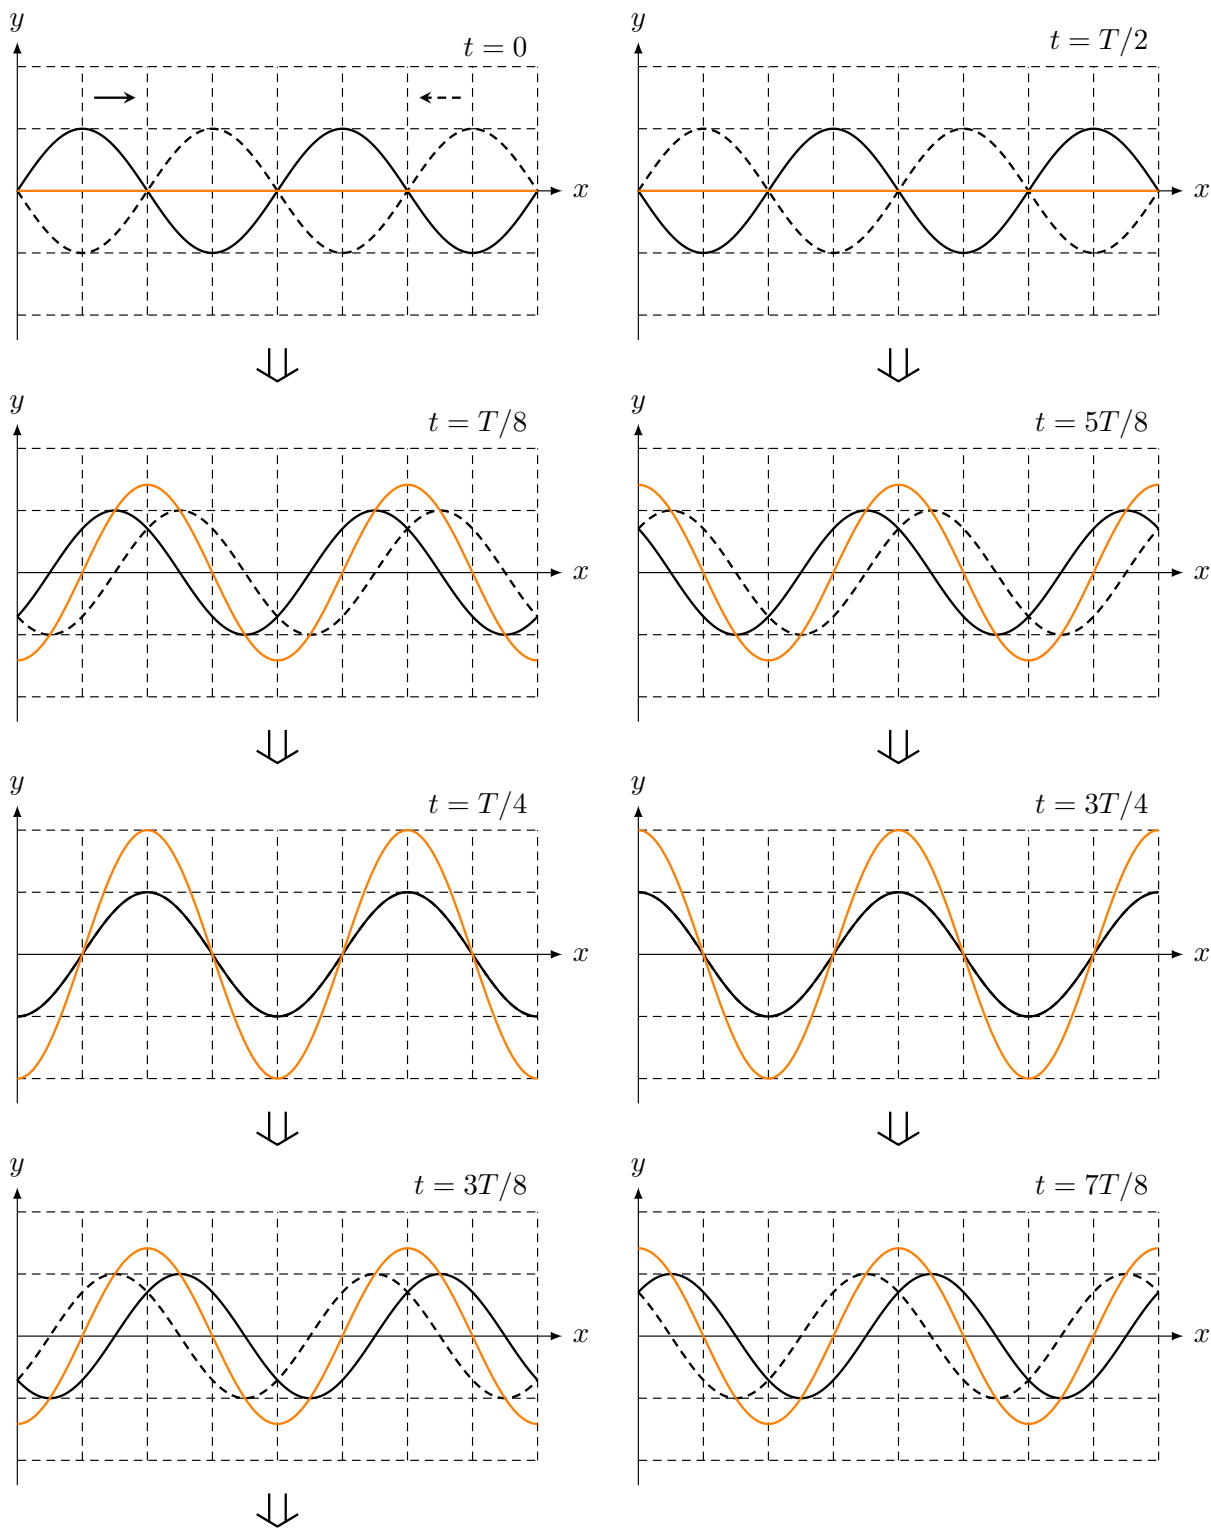 y
t = 0
x
y
t = T/8
x
y
t = T/4
x
y
t = 3T/8
x
y
t = T/2
x
y
t = 5T/8
x
y
t = 3T/4
x
y
t = 7T/8
x